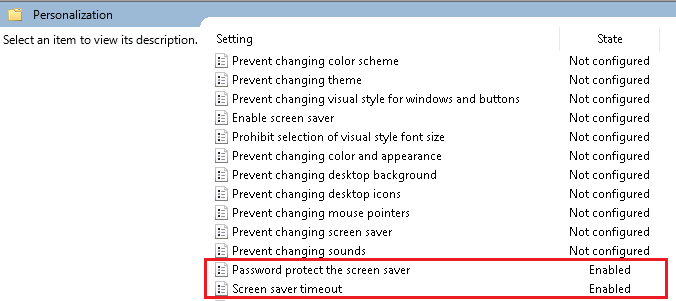 Personalization
Select an item to view its description.
Setting State
Prevent changing color scheme Not configured
Prevent changing theme Not configured
Prevent changing visual style for windows and buttons Not configured
Enable screen saver Not configured
Prohibit selection of visual style font size Not configured
Prevent changing color and appearance Not configured
Prevent changing desktop background Not configured
Prevent changing desktop icons Not configured
Prevent changing mouse pointers Not configured
Prevent changing screen saver Not configured
Prevent changing sounds Not configured
Password protect the screen saver Enabled
Screen saver timeout Enabled